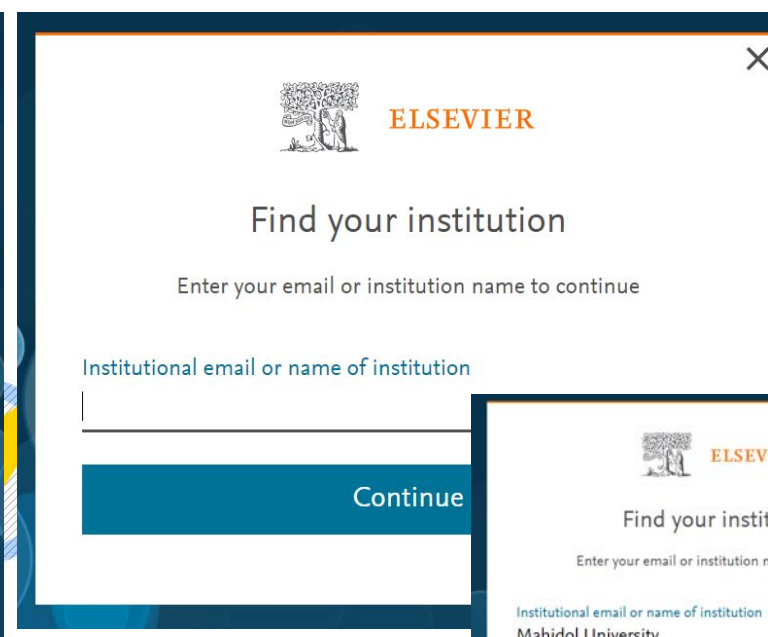 ELSEVIER
Find your institution
Enter your email or institution name to continue
Institutional email or name of institution
Continue
ELSEV
Find your instit
Enter your email or institution n
Institutional email or name of institution
Mahidol University